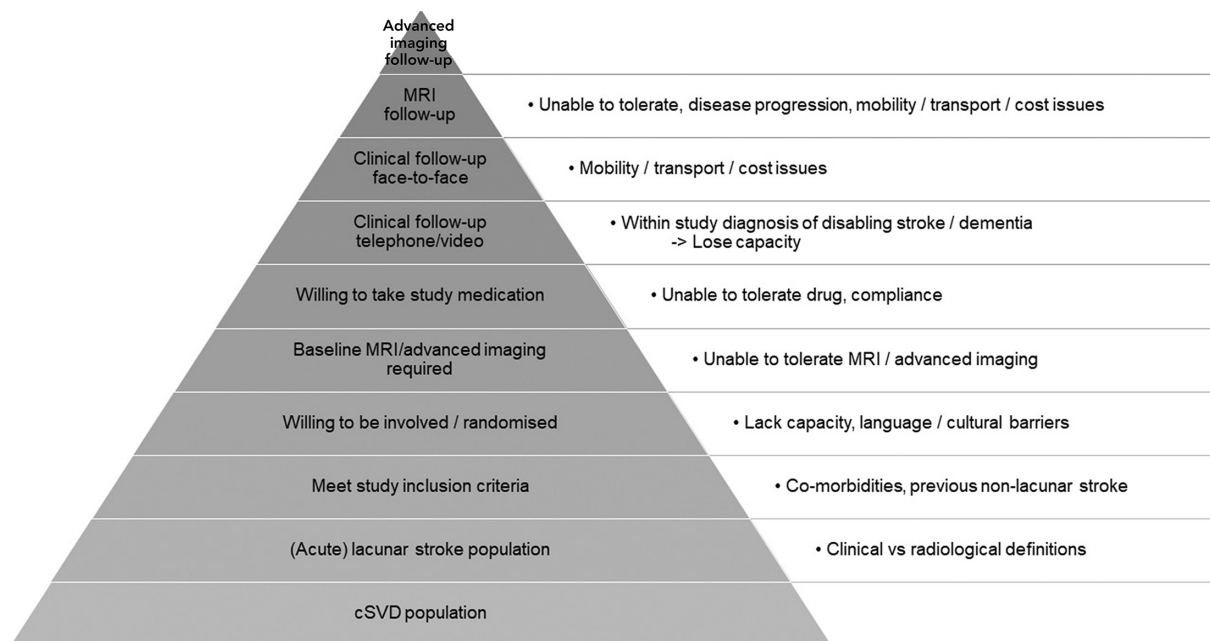 Advanced
imaging
follow-up
MRI
follow-up
• Unable to tolerate, disease progression, mobility / transport / cost issues
Clinical follow-up
face-to-face
• Mobility / transport / cost issues
Clinical follow-up
telephone/video
• Within study diagnosis of disabling stroke / dementia
-> Lose capacity
Willing to take study medication
• Unable to tolerate drug, compliance
Baseline MRI/advanced imaging
required
• Unable to tolerate MRI / advanced imaging
Willing to be involved / randomised
• Lack capacity, language / cultural barriers
Meet study inclusion criteria
• Co-morbidities, previous non-lacunar stroke
(Acute) lacunar stroke population
• Clinical vs radiological definitions
cSVD population